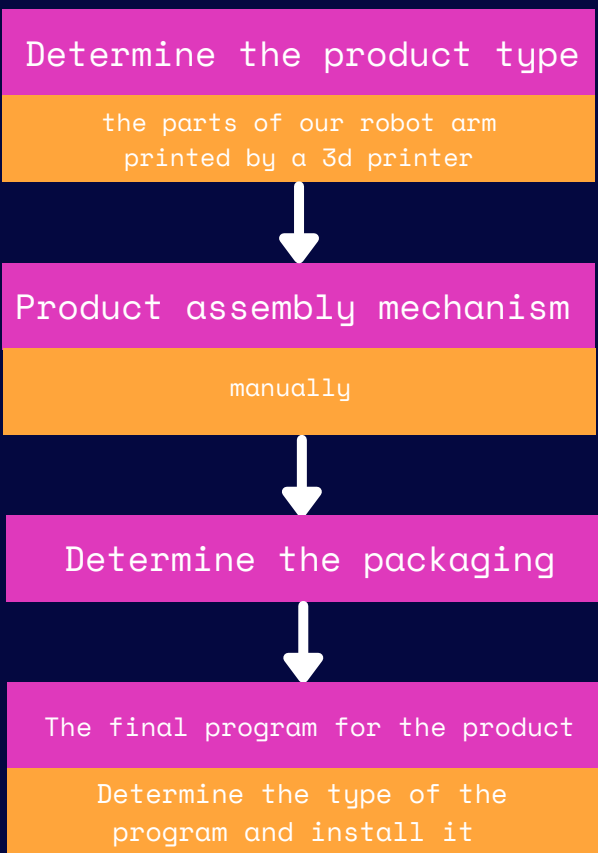 Determine the product type
the parts of our robot arm
printed by a 3d printer
Product assembly mechanism
manually
Determine the packaging
The final program for the product
Determine the type of the
program and install it